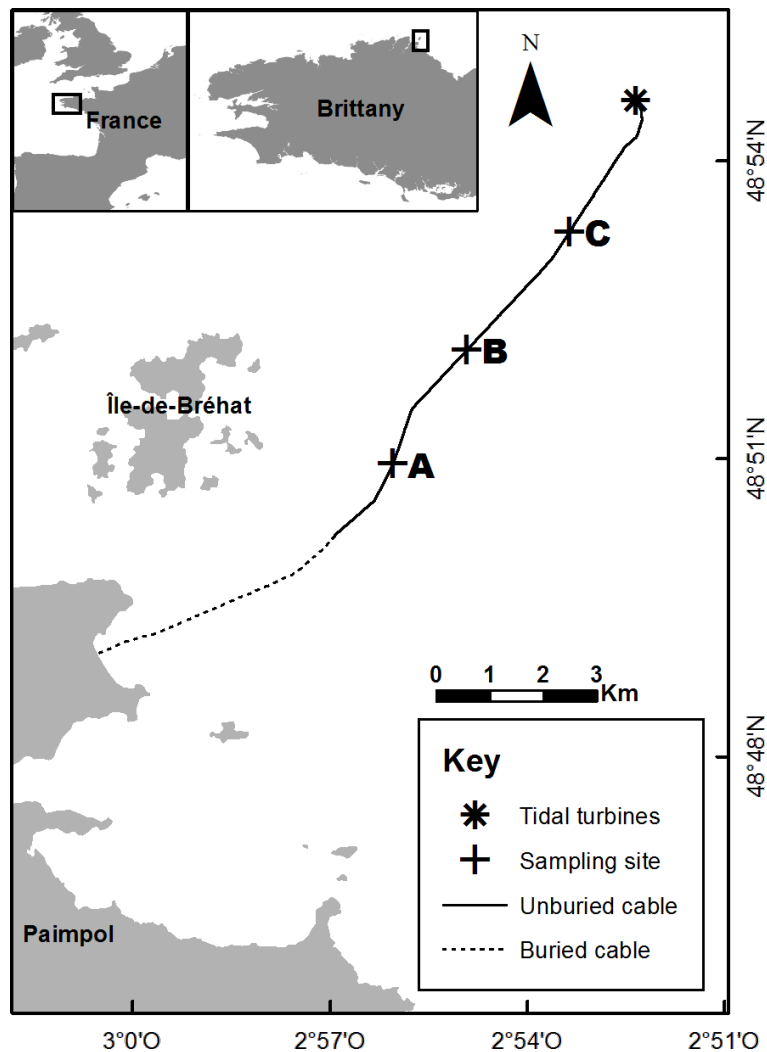 France
Brittany
N
48°54'N
C
B
Île-de-Bréhat
A
48°51'N
0 1 2 3
Km
48°48'N
Key
Tidal turbines
Sampling site
Unburied cable
Buried cable
Paimpol
3°0'O 2°57'O 2°54'O 2°51'O